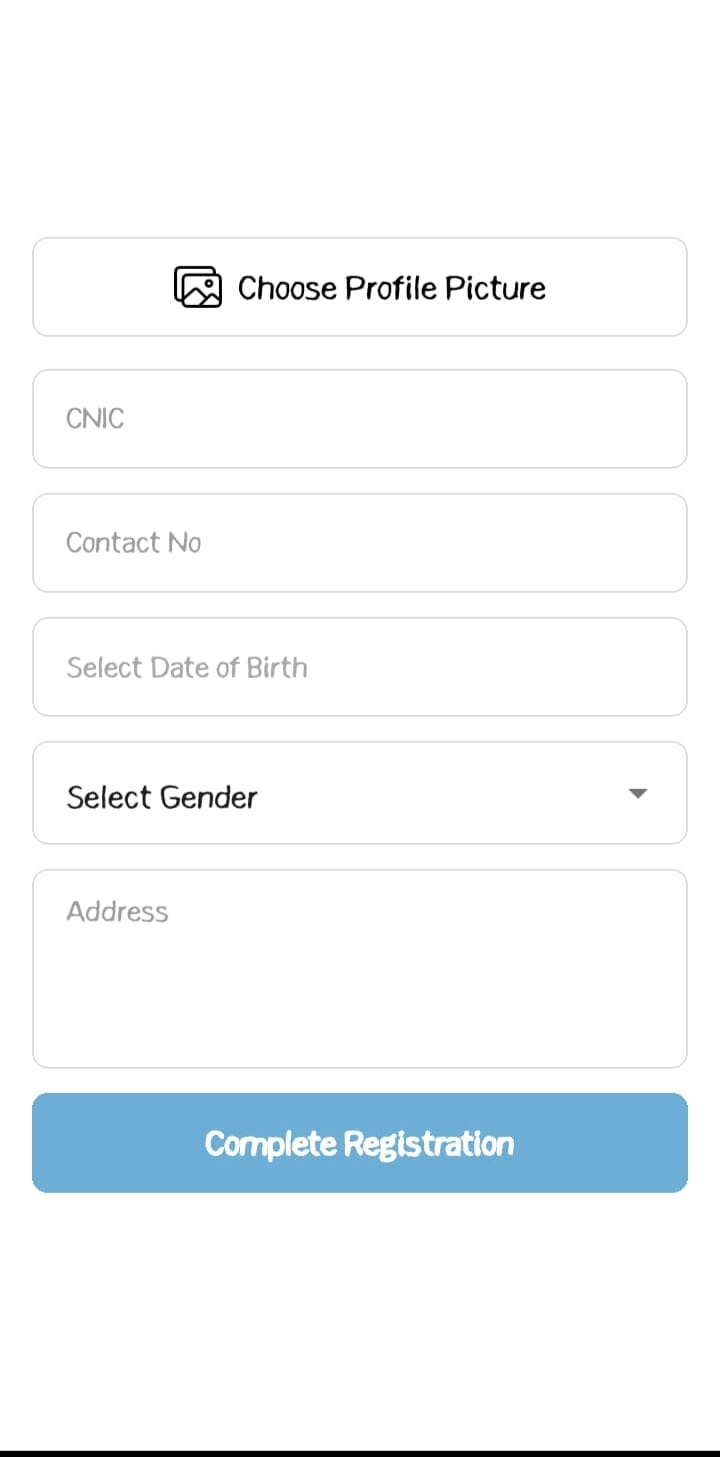 Choose Profile Picture
CNIC
Contact No
Select Date of Birth
Select Gender
Address
Complete Registration